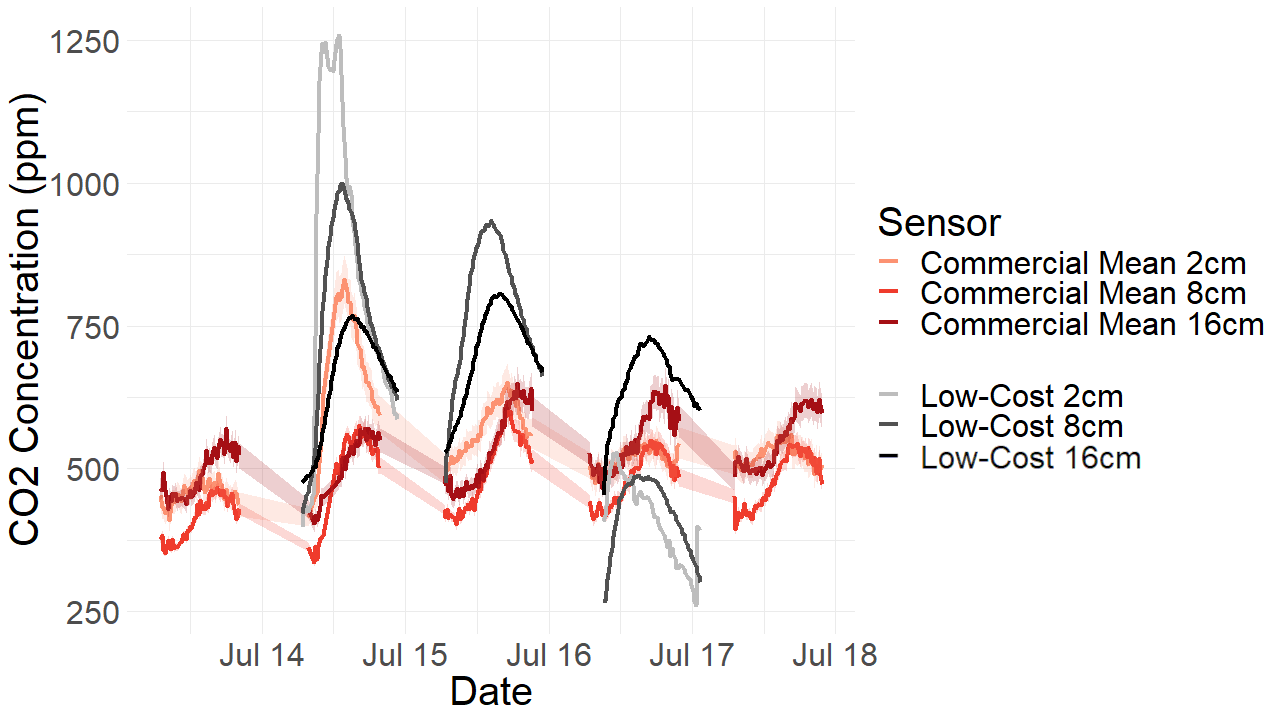 CO2 Concentration (ppm)
1250
1000
750
500
250
Jul 14
Jul 15
Jul 16
Jul 17
Jul 18
Date
Sensor
Commercial Mean 2cm
Commercial Mean 8cm
Commercial Mean 16cm
Low-Cost 2cm
Low-Cost 8cm
Low-Cost 16cm